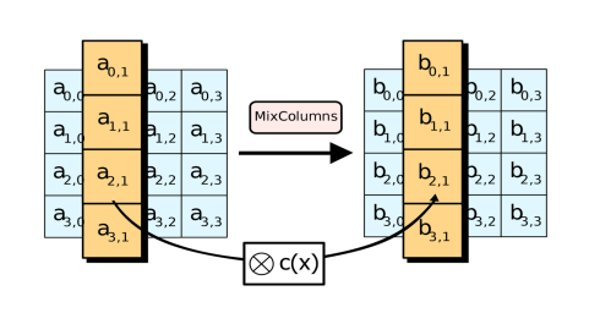 a0,0 a0,1 a0,2 a0,3
a1,0 a1,1 a1,2 a1,3
a2,0 a2,1 a2,2 a2,3
a3,0 a3,1 a3,2 a3,3
MixColumns
b0,0 b0,1 b0,2 b0,3
b1,0 b1,1 b1,2 b1,3
b2,0 b2,1 b2,2 b2,3
b3,0 b3,1 b3,2 b3,3
⊗ c(x)